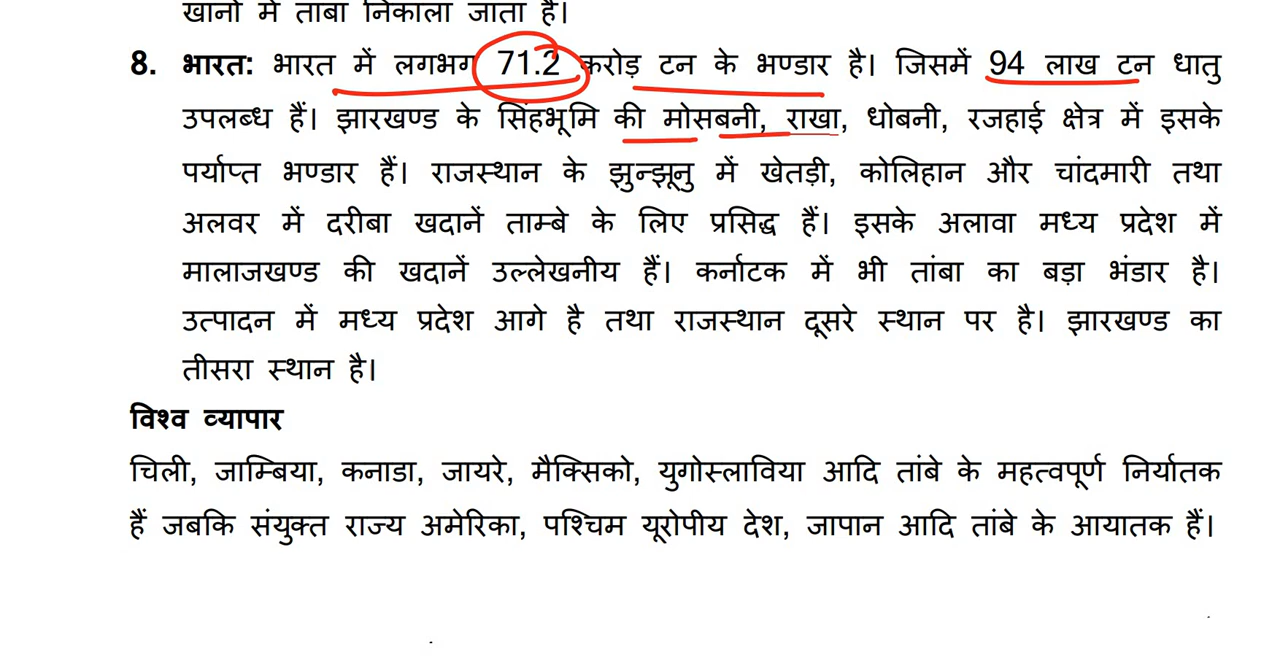 खानों में तांबा निकाला जाता है।
8. भारत: भारत में लगभग 71.2 करोड़ टन के भण्डार है। जिसमें 94 लाख टन धातु
उपलब्ध हैं। झारखण्ड के सिंहभूमि की मोसबनी, राखा, धोबनी, रजहाई क्षेत्र में इसके
पर्याप्त भण्डार हैं। राजस्थान के झुन्झूनु में खेतड़ी, कोलिहान और चांदमारी तथा
अलवर में दरीबा खदानें ताम्बे के लिए प्रसिद्ध हैं। इसके अलावा मध्य प्रदेश में
मालाजखण्ड की खदानें उल्लेखनीय हैं। कर्नाटक में भी तांबा का बड़ा भंडार है।
उत्पादन में मध्य प्रदेश आगे है तथा राजस्थान दूसरे स्थान पर है। झारखण्ड का
तीसरा स्थान है।
विश्व व्यापार
चिली, जाम्बिया, कनाडा, जायरे, मैक्सिको, युगोस्लाविया आदि तांबे के महत्वपूर्ण निर्यातक
हैं जबकि संयुक्त राज्य अमेरिका, पश्चिम यूरोपीय देश, जापान आदि तांबे के आयातक हैं।